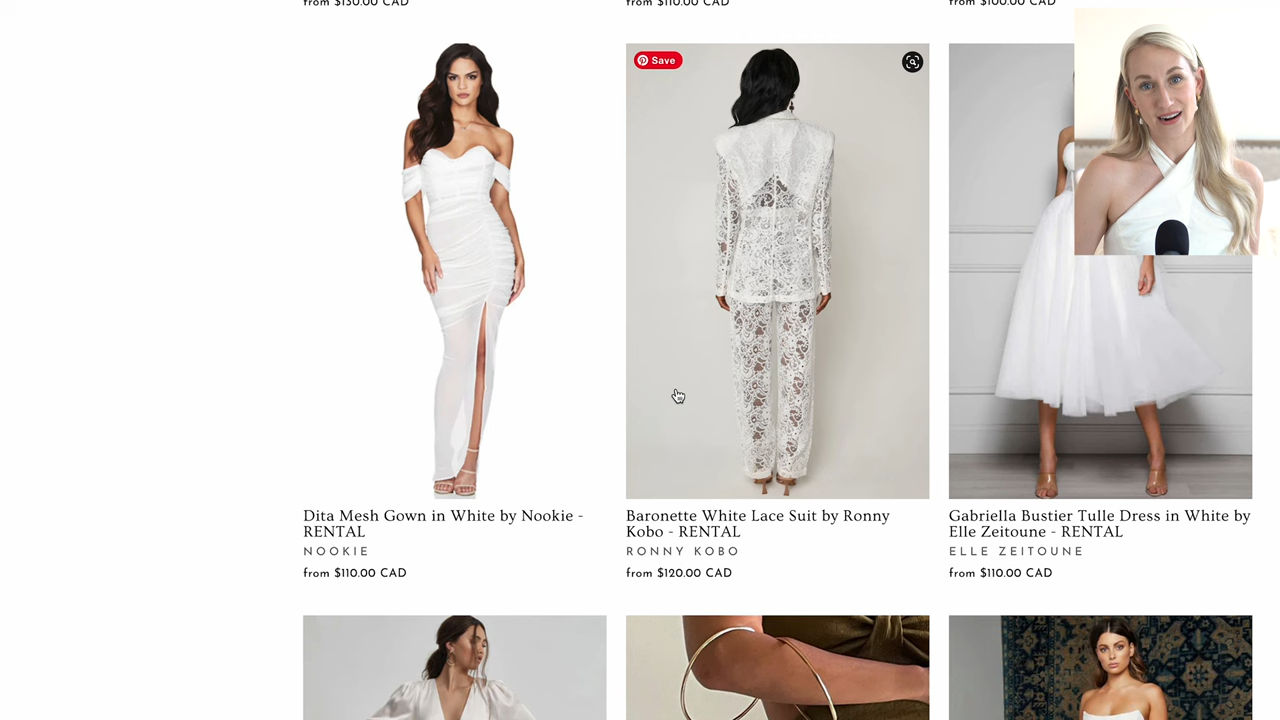 from $130.00 CAD
from $110.00 CAD
from $100.00 CAD
Save
Dita Mesh Gown in White by Nookie -
RENTAL
NOOKIE
from $110.00 CAD
Baronette White Lace Suit by Ronny
Kobo - RENTAL
RONNY KOBO
from $120.00 CAD
Gabriella Bustier Tulle Dress in White by
Elle Zeitoune - RENTAL
ELLE ZEITOUNE
from $110.00 CAD